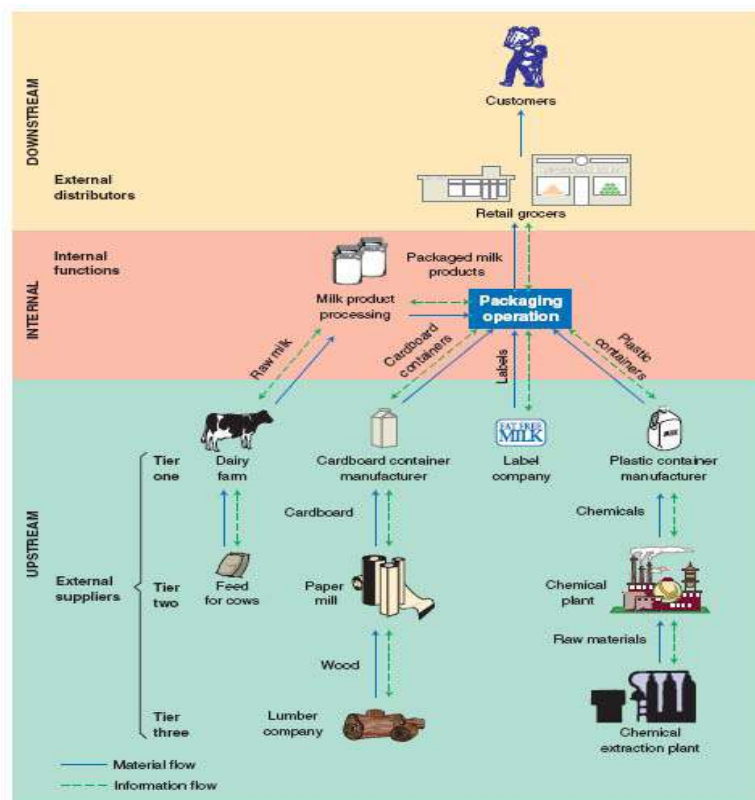 DOWNSTREAM
Customers
External
distributors
Retail grocers
INTERNAL
Internal
functions
Packaged milk
products
Milk product
processing
Packaging
operation
Raw milk
Cardboard
containers
Labels
Plastic
containers
UPSTREAM
External
suppliers
Tier
one
Dairy
farm
Cardboard container
manufacturer
FAT FREE
MILK
Label
company
MILK
Plastic container
manufacturer
Cardboard
Chemicals
Tier
two
Feed
for cows
Paper
mill
Chemical
plant
Wood
Raw materials
Tier
three
Lumber
company
Chemical
extraction plant
Material flow
Information flow